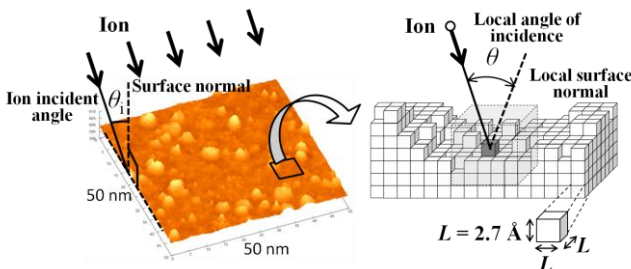 Ion
Surface normal
Ion incident
angle
θi
50 nm
50 nm
Ion
Local angle of
incidence
θ
Local surface
normal
L = 2.7 Å
L
L